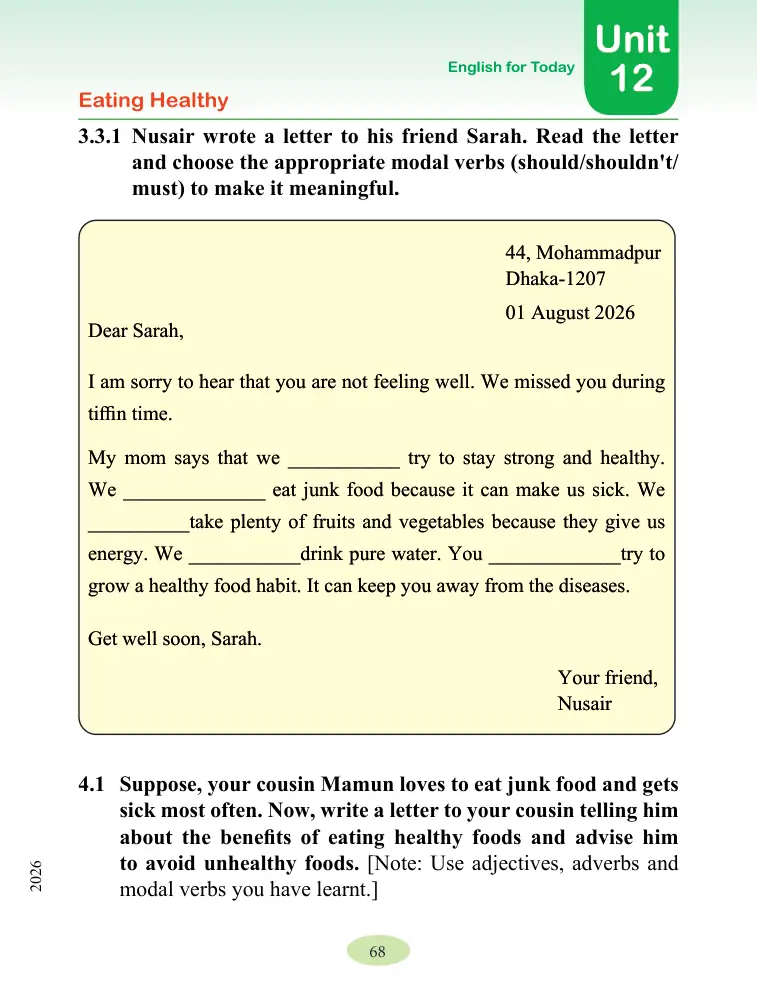 Unit
12
English for Today
Eating Healthy
3.3.1 Nusair wrote a letter to his friend Sarah. Read the letter
and choose the appropriate modal verbs (should/shouldn't/
must) to make it meaningful.
44, Mohammadpur
Dhaka-1207
01 August 2026
Dear Sarah,
I am sorry to hear that you are not feeling well. We missed you during
tiffin time.
My mom says that we ___________ try to stay strong and healthy.
We ______________ eat junk food because it can make us sick. We
__________take plenty of fruits and vegetables because they give us
energy. We ___________drink pure water. You _____________try to
grow a healthy food habit. It can keep you away from the diseases.
Get well soon, Sarah.
Your friend,
Nusair
4.1 Suppose, your cousin Mamun loves to eat junk food and gets
sick most often. Now, write a letter to your cousin telling him
about the benefits of eating healthy foods and advise him
to avoid unhealthy foods. [Note: Use adjectives, adverbs and
modal verbs you have learnt.]
2026
68